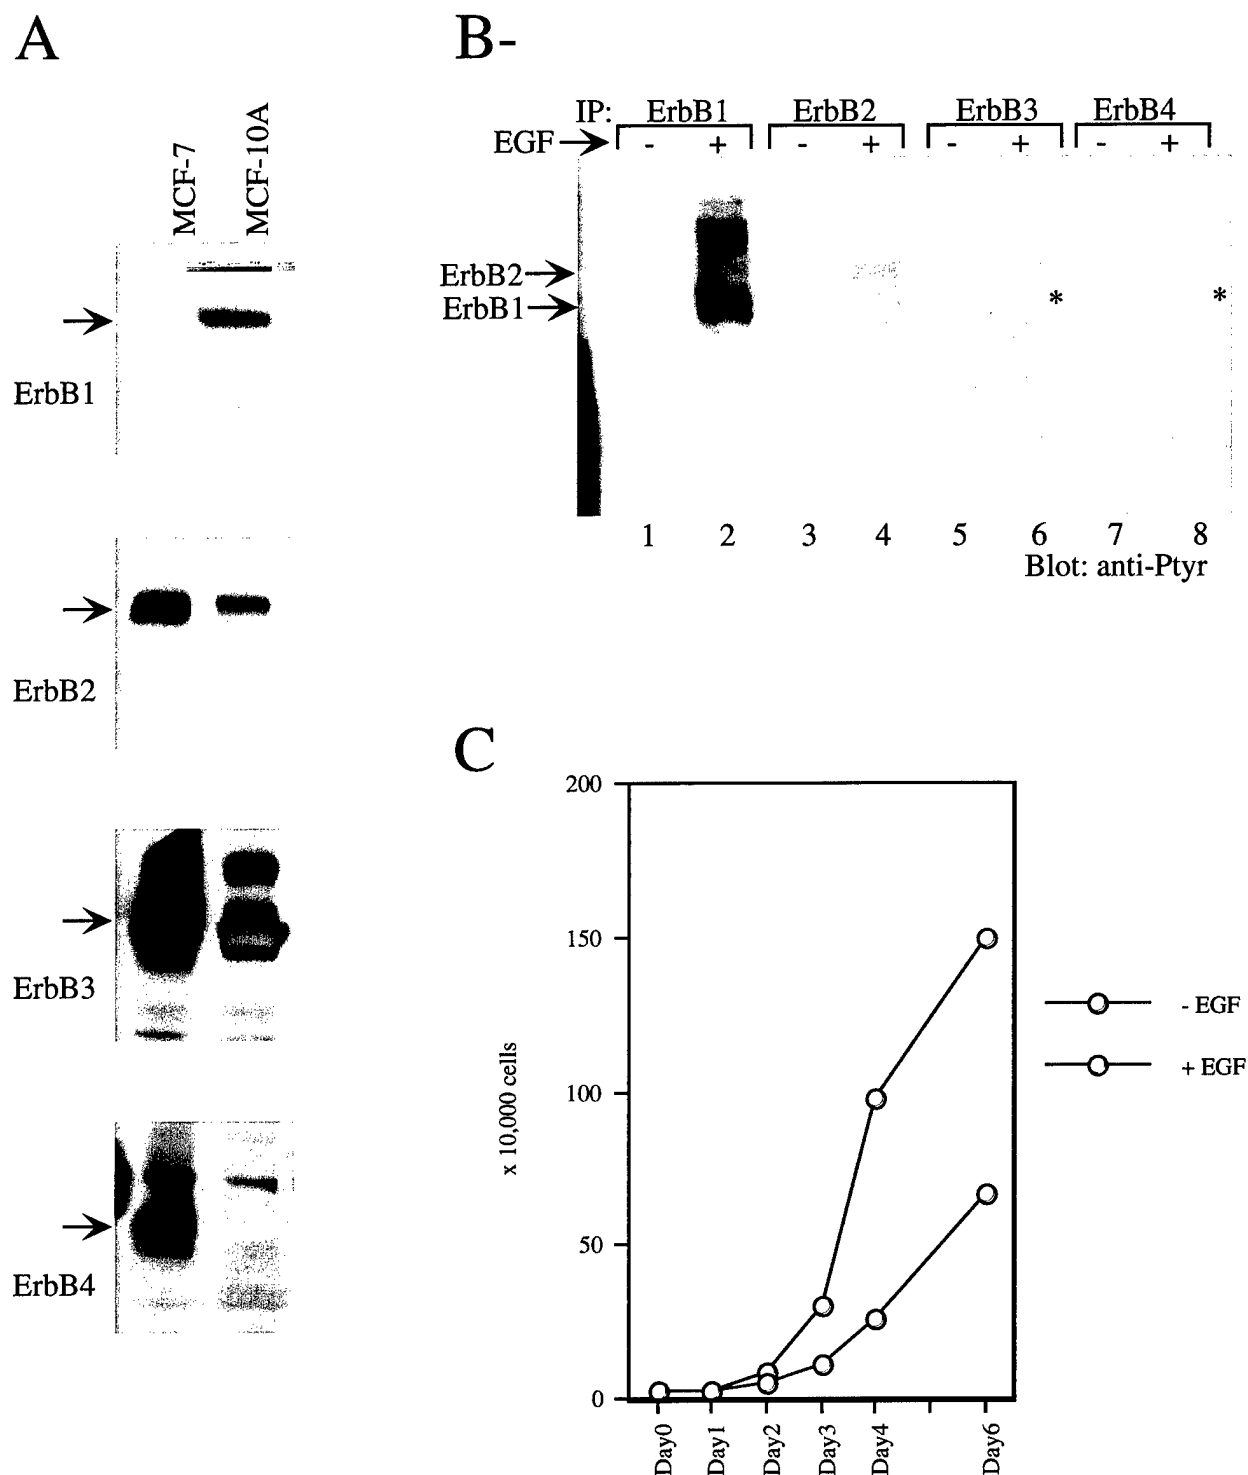 A
MCF-7
MCF-10A
ErbB1
ErbB2
ErbB3
ErbB4
B-
IP: ErbB1 ErbB2 ErbB3 ErbB4
EGF - + - + - + - +
ErbB2
ErbB1
* *
1 2 3 4 5 6 7 8
Blot: anti-Ptyr
C
200
150
100
50
0
x 10,000 cells
Day0 Day1 Day2 Day3 Day4 Day6
- EGF
+ EGF